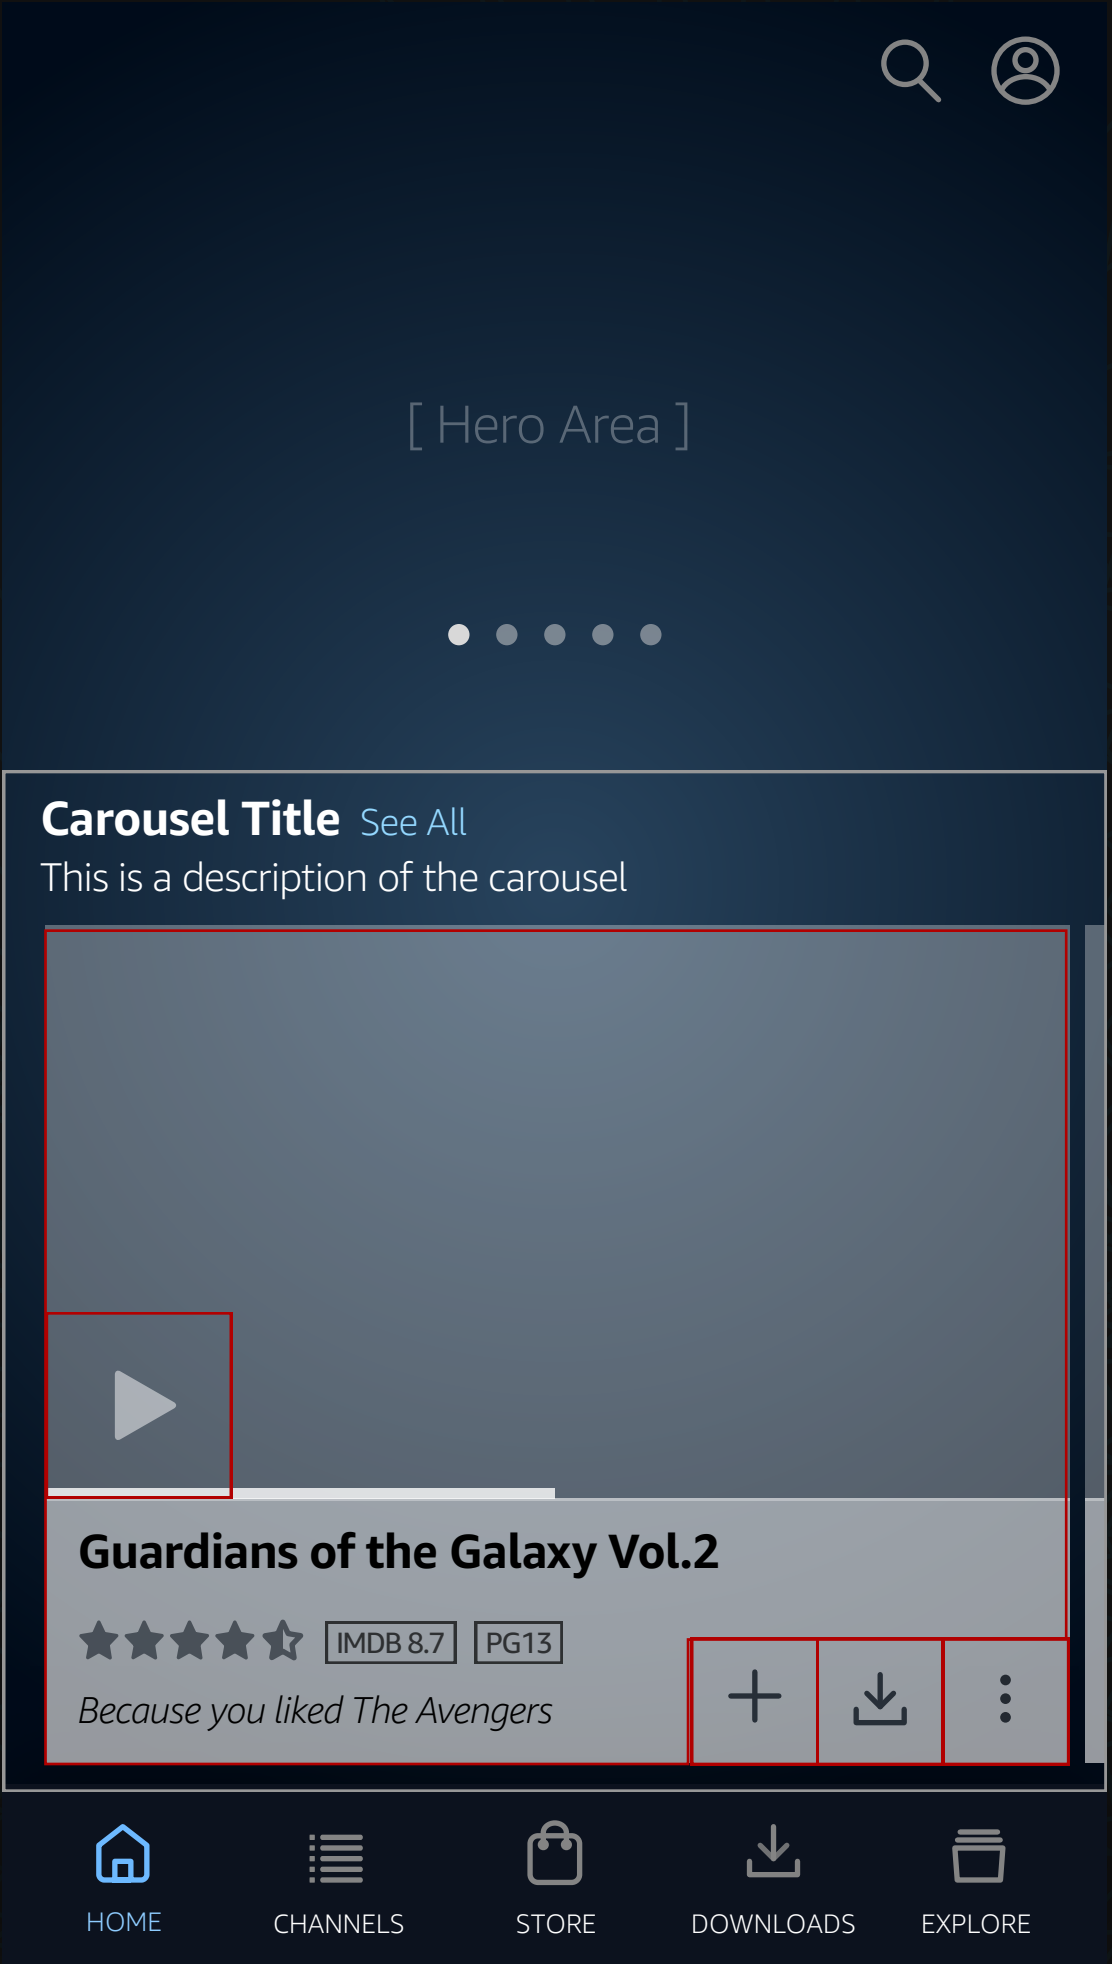 [ Hero Area ]
Carousel Title See All
This is a description of the carousel
Guardians of the Galaxy Vol.2
IMDB 8.7 PG13
Because you liked The Avengers
HOME CHANNELS STORE DOWNLOADS EXPLORE